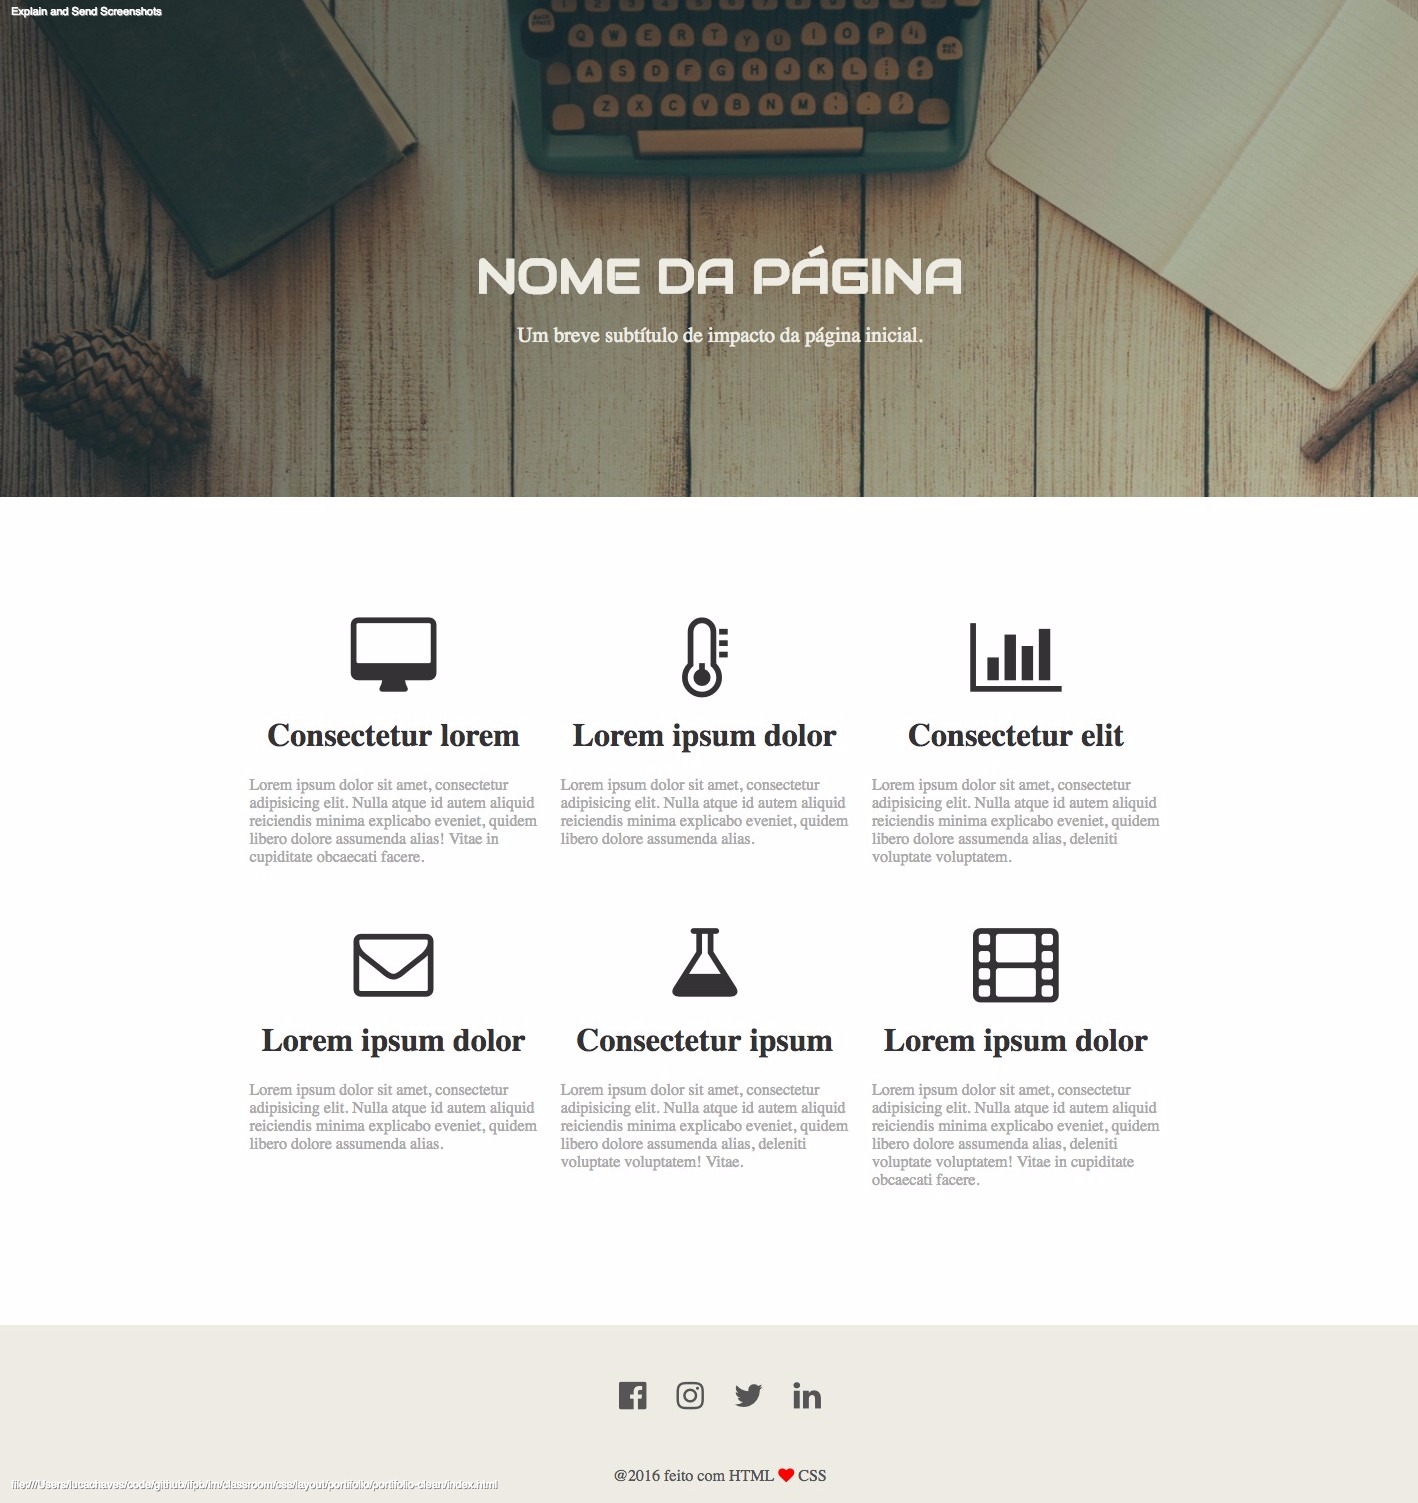 Explain and Send Screenshots
BACK SPACE
Q W E R T Y U I O P
A S D F G H J K L
MAR REL
Z X C V B N M
NOME DA PÁGINA
Um breve subtítulo de impacto da página inicial.
Consectetur lorem
Lorem ipsum dolor sit amet, consectetur
adipisicing elit. Nulla atque id autem aliquid
reiciendis minima explicabo eveniet, quidem
libero dolore assumenda alias! Vitae in
cupiditate obcaecati facere.
Lorem ipsum dolor
Lorem ipsum dolor sit amet, consectetur
adipisicing elit. Nulla atque id autem aliquid
reiciendis minima explicabo eveniet, quidem
libero dolore assumenda alias.
Consectetur elit
Lorem ipsum dolor sit amet, consectetur
adipisicing elit. Nulla atque id autem aliquid
reiciendis minima explicabo eveniet, quidem
libero dolore assumenda alias, deleniti
voluptate voluptatem.
Lorem ipsum dolor
Lorem ipsum dolor sit amet, consectetur
adipisicing elit. Nulla atque id autem aliquid
reiciendis minima explicabo eveniet, quidem
libero dolore assumenda alias.
Consectetur ipsum
Lorem ipsum dolor sit amet, consectetur
adipisicing elit. Nulla atque id autem aliquid
reiciendis minima explicabo eveniet, quidem
libero dolore assumenda alias, deleniti
voluptate voluptatem! Vitae.
Lorem ipsum dolor
Lorem ipsum dolor sit amet, consectetur
adipisicing elit. Nulla atque id autem aliquid
reiciendis minima explicabo eveniet, quidem
libero dolore assumenda alias, deleniti
voluptate voluptatem! Vitae in cupiditate
obcaecati facere.
@2016 feito com HTML ❤ CSS
file:///Users/lucachaves/code/github/ifpb/lm/classroom/css/layout/portfolio/portfolio-clean/index.html